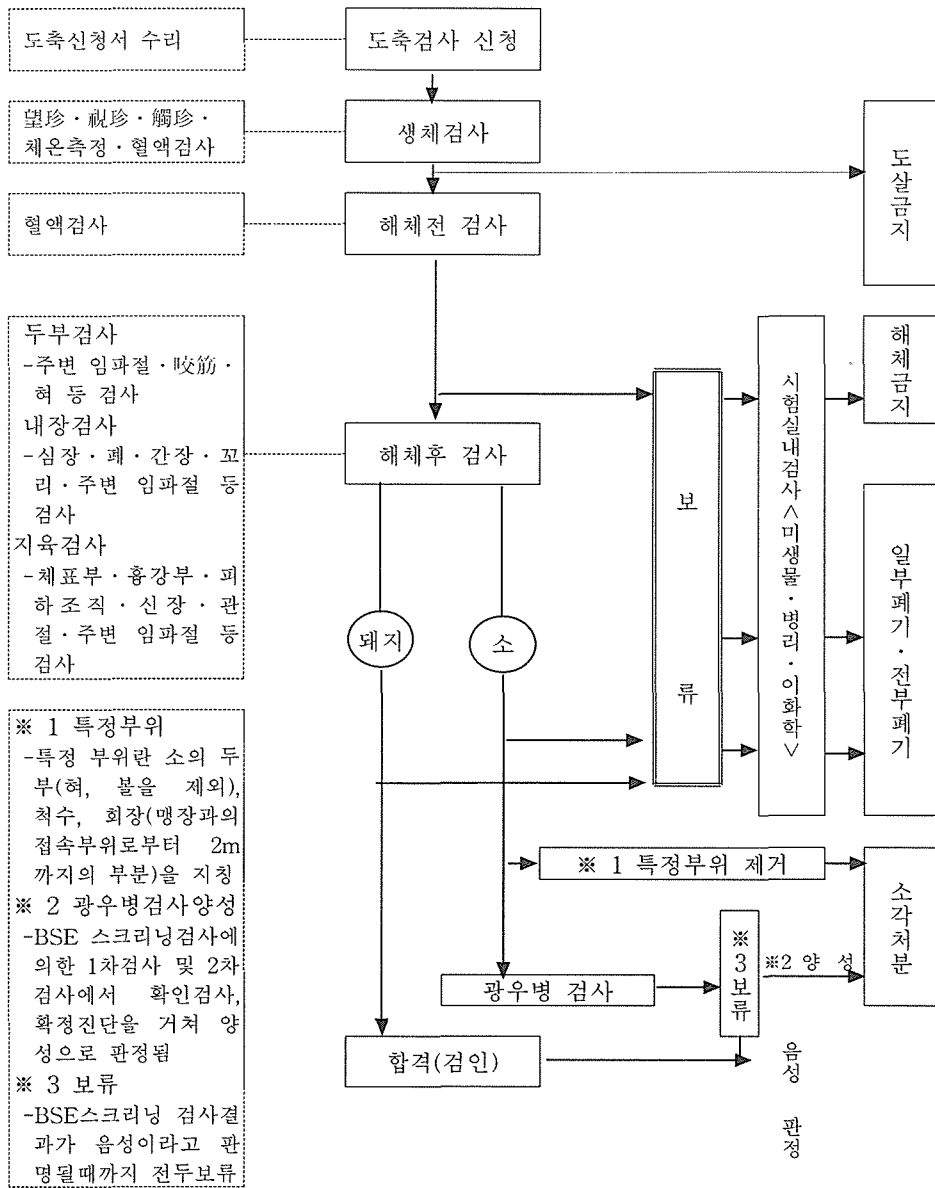 도축신청서 수리
도축검사 신청
望珍·視珍·觸珍·
체온측정·혈액검사
생체검사
도살금지
혈액검사
해체전 검사
두부검사
-주변 임파절·咬筋·
혀 등 검사
내장검사
-심장·폐·간장·꼬
리·주변 임파절 등
검사
지육검사
-체표부·흉강부·피
하조직·신장·관
절·주변 임파절 등
검사
해체후 검사
돼지
소
보류
시험실내검사<미생물·병리·이화학>
해체금지
일부폐기·전부폐기
※ 1 특정부위
-특정 부위란 소의 두
부(혀, 볼을 제외),
척수, 회장(맹장과의
접속부위로부터 2m
까지의 부분)을 지칭
※ 2 광우병검사양성
-BSE 스크리닝검사에
의한 1차검사 및 2차
검사에서 확인검사,
확정진단을 거쳐 양
성으로 판정됨
※ 3 보류
-BSE스크리닝 검사결
과가 음성이라고 판
명될때까지 전두보류
※ 1 특정부위 제거
소각처분
광우병 검사
※3보류
※2 양 성
합격(검인)
음성 판정